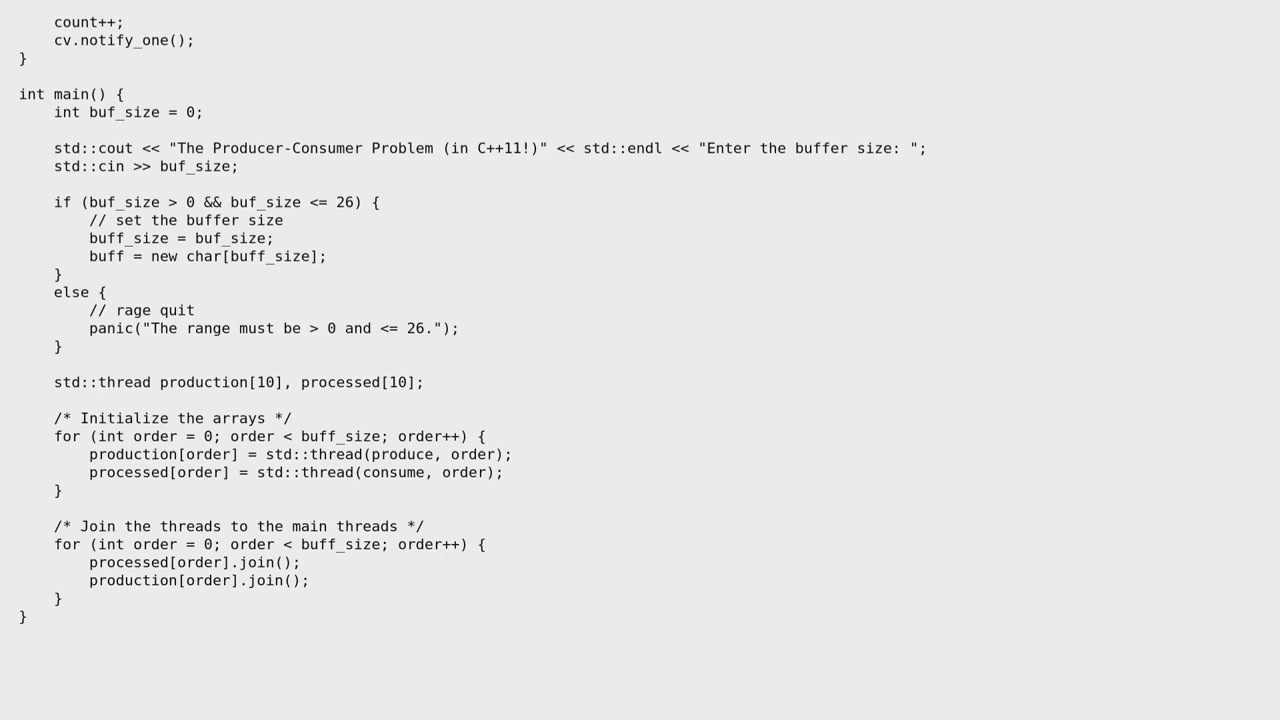 count++;
    cv.notify_one();
}

int main() {
    int buf_size = 0;

    std::cout << "The Producer-Consumer Problem (in C++11!)" << std::endl << "Enter the buffer size: ";
    std::cin >> buf_size;

    if (buf_size > 0 && buf_size <= 26) {
        // set the buffer size
        buff_size = buf_size;
        buff = new char[buff_size];
    }
    else {
        // rage quit
        panic("The range must be > 0 and <= 26.");
    }

    std::thread production[10], processed[10];

    /* Initialize the arrays */
    for (int order = 0; order < buff_size; order++) {
        production[order] = std::thread(produce, order);
        processed[order] = std::thread(consume, order);
    }

    /* Join the threads to the main threads */
    for (int order = 0; order < buff_size; order++) {
        processed[order].join();
        production[order].join();
    }
}